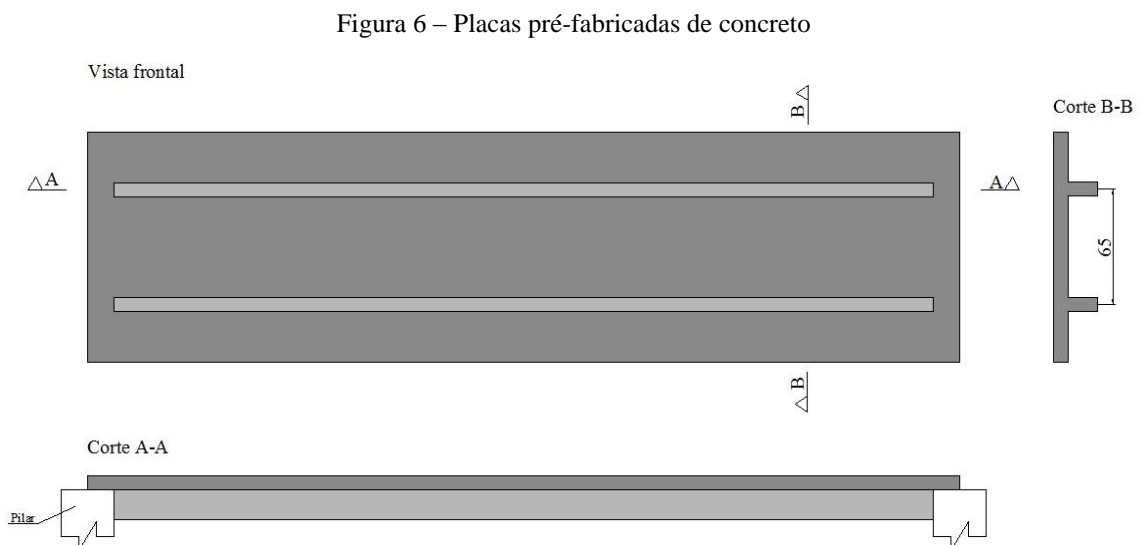 Figura 6 – Placas pré-fabricadas de concreto
Vista frontal
B
Corte B-B
A
A
65
B
Corte A-A
Pilar